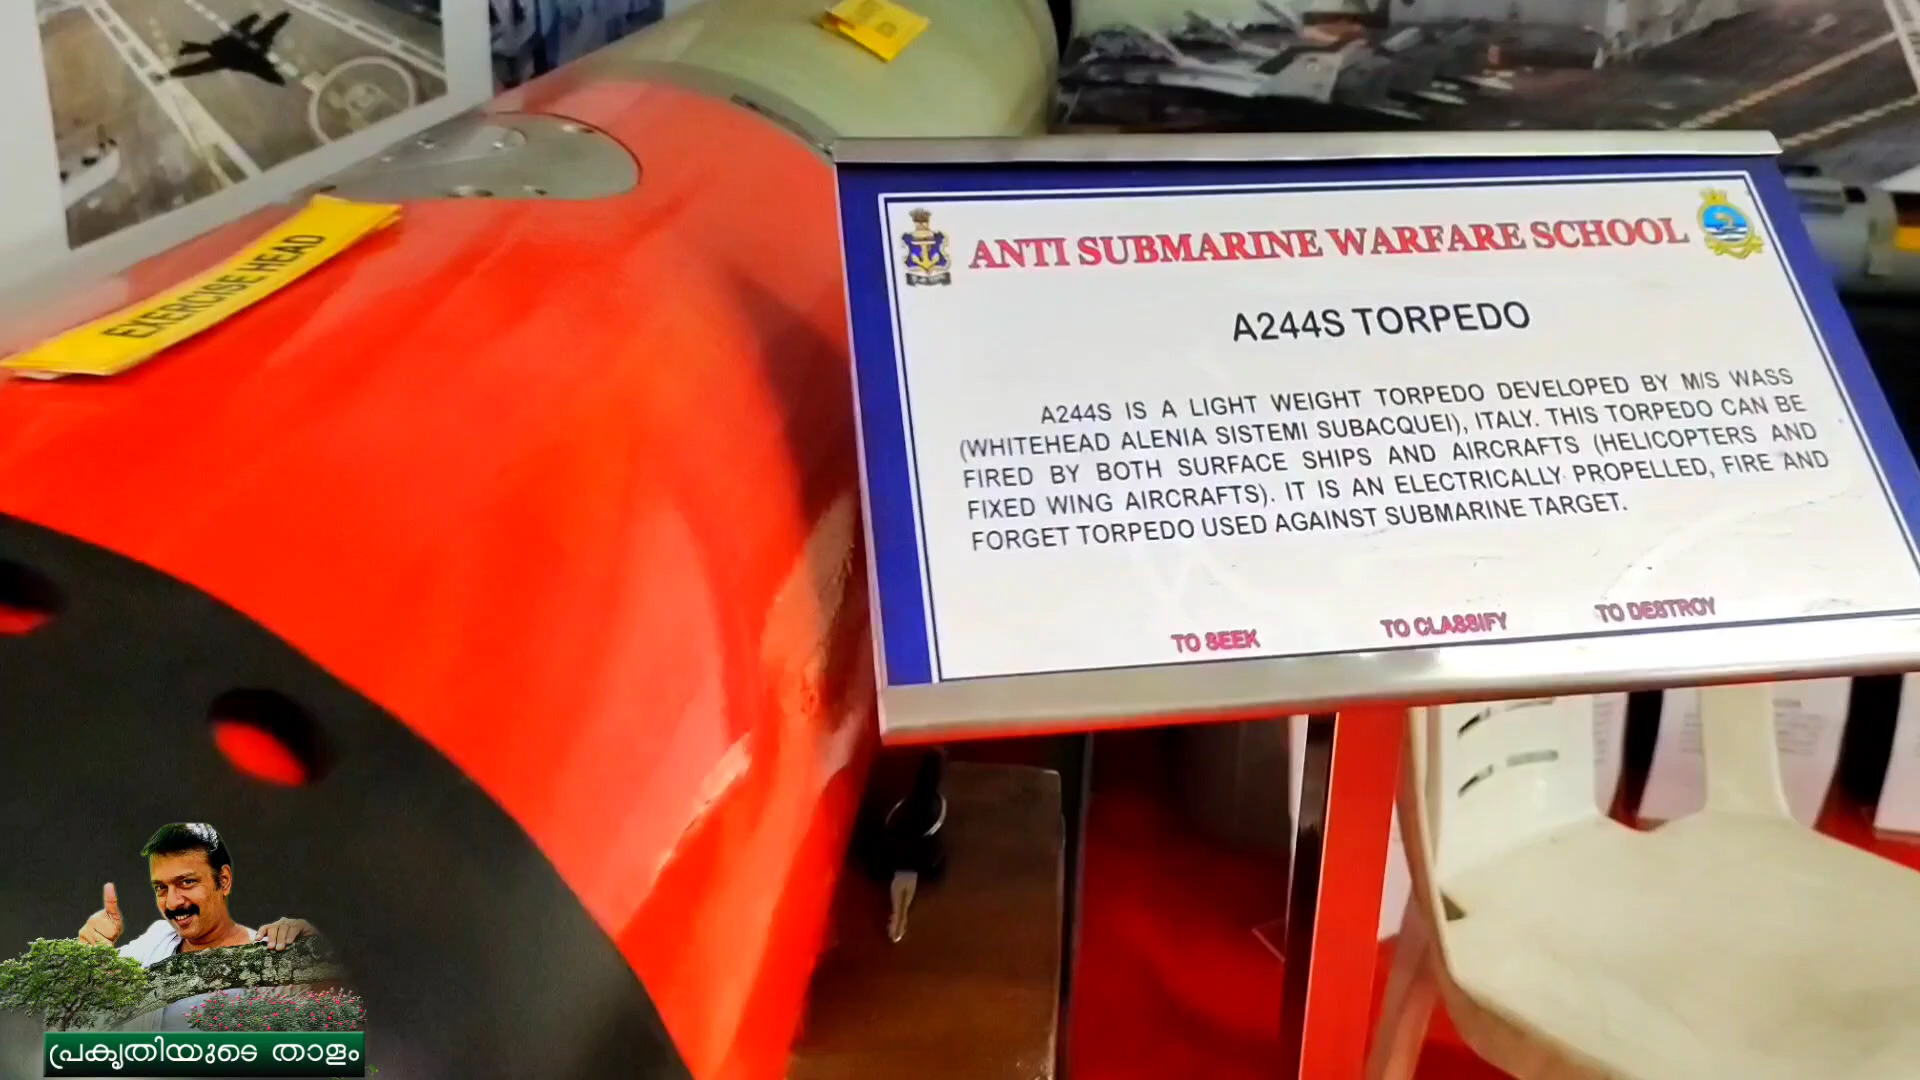 EXERCISE HEAD
ANTI SUBMARINE WARFARE SCHOOL
A244S TORPEDO
A244S IS A LIGHT WEIGHT TORPEDO DEVELOPED BY M/S WASS
(WHITEHEAD ALENIA SISTEMI SUBACQUEI), ITALY. THIS TORPEDO CAN BE
FIRED BY BOTH SURFACE SHIPS AND AIRCRAFTS (HELICOPTERS AND
FIXED WING AIRCRAFTS). IT IS AN ELECTRICALLY PROPELLED, FIRE AND
FORGET TORPEDO USED AGAINST SUBMARINE TARGET.
TO SEEK TO CLASSIFY TO DESTROY
പ്രകൃതിയുടെ താളം